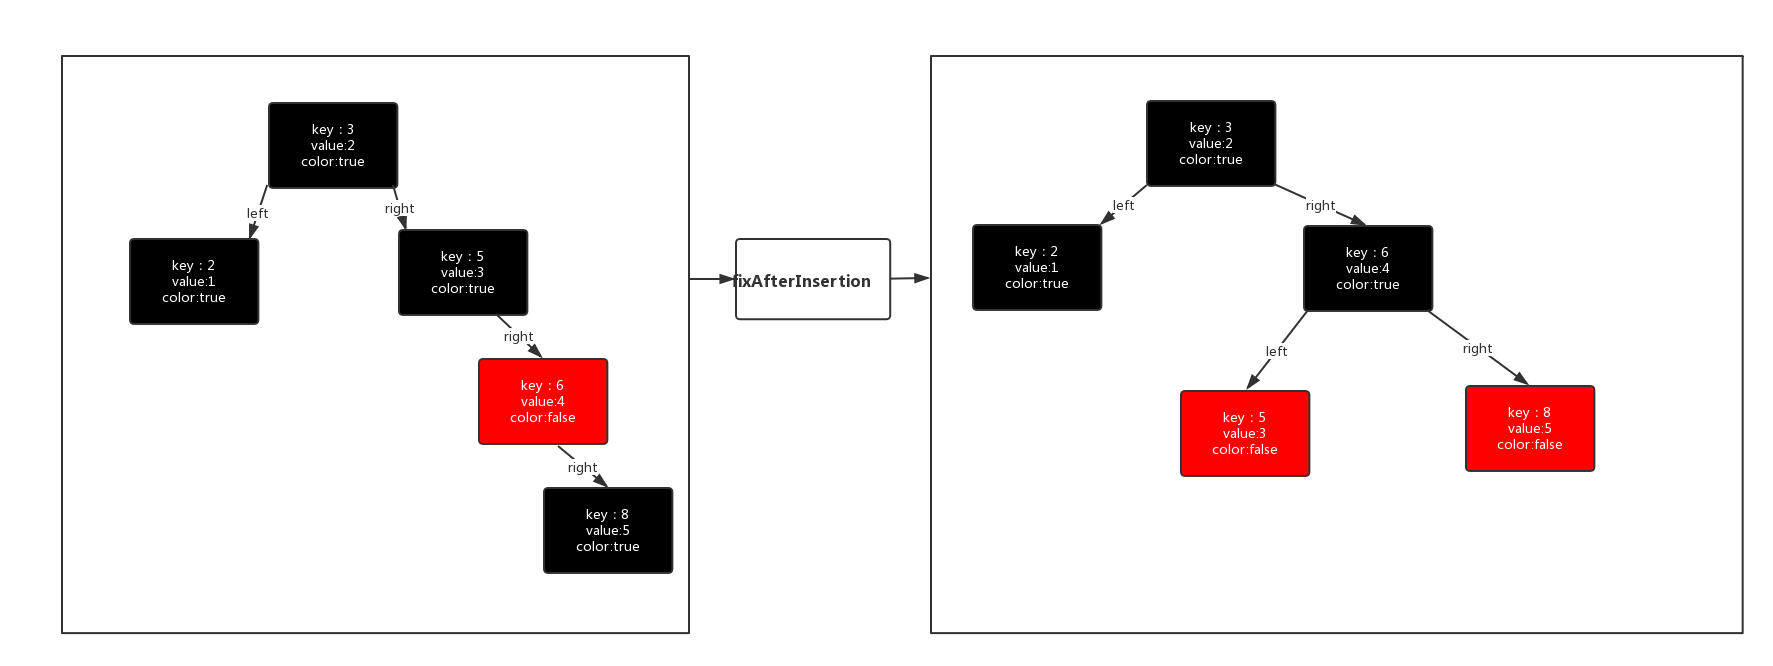 key : 3
value:2
color:true
left
right
key : 2
value:1
color:true
key : 5
value:3
color:true
right
key : 6
value:4
color:false
right
key : 8
value:5
color:true
fixAfterInsertion
key : 3
value:2
color:true
left
right
key : 2
value:1
color:true
key : 6
value:4
color:true
left
right
key : 5
value:3
color:false
key : 8
value:5
color:false